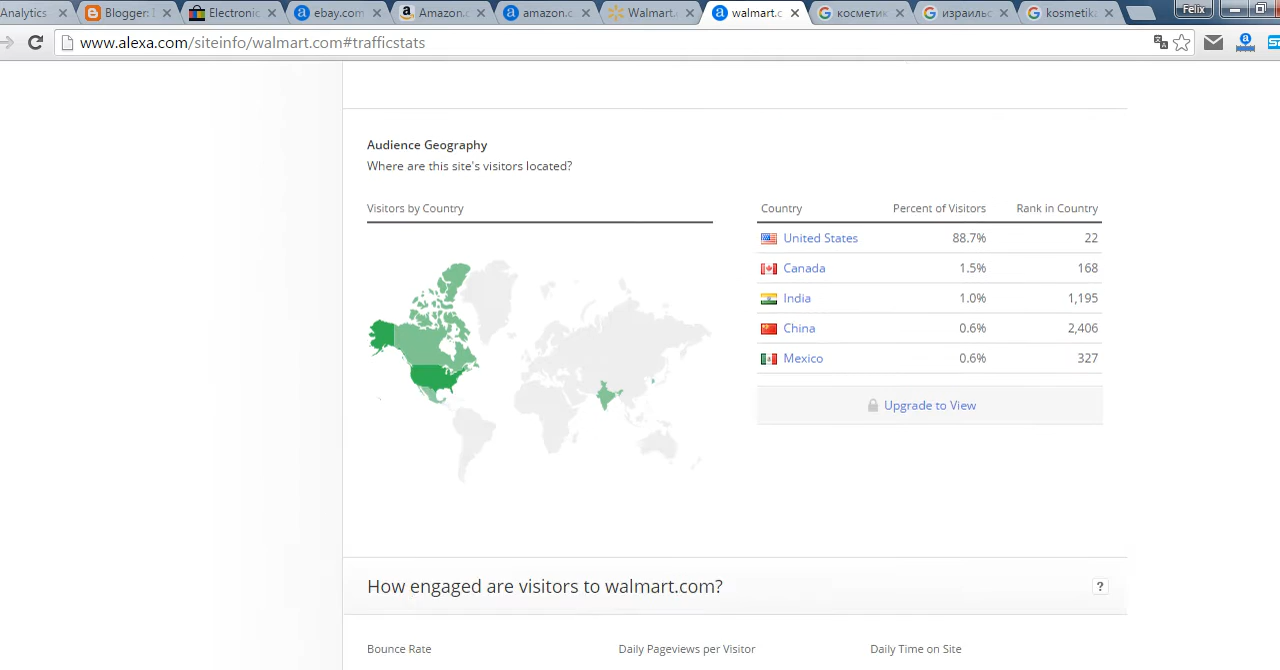 Analytics
Blogger:
Electronic
ebay.com
Amazon.
amazon.c
Walmart.
walmart.c
косметик
израильс
kosmetika
Felix
www.alexa.com/siteinfo/walmart.com#trafficstats
Audience Geography
Where are this site's visitors located?
Visitors by Country
Country Percent of Visitors Rank in Country
United States 88.7% 22
Canada 1.5% 168
India 1.0% 1,195
China 0.6% 2,406
Mexico 0.6% 327
Upgrade to View
How engaged are visitors to walmart.com? ?
Bounce Rate Daily Pageviews per Visitor Daily Time on Site